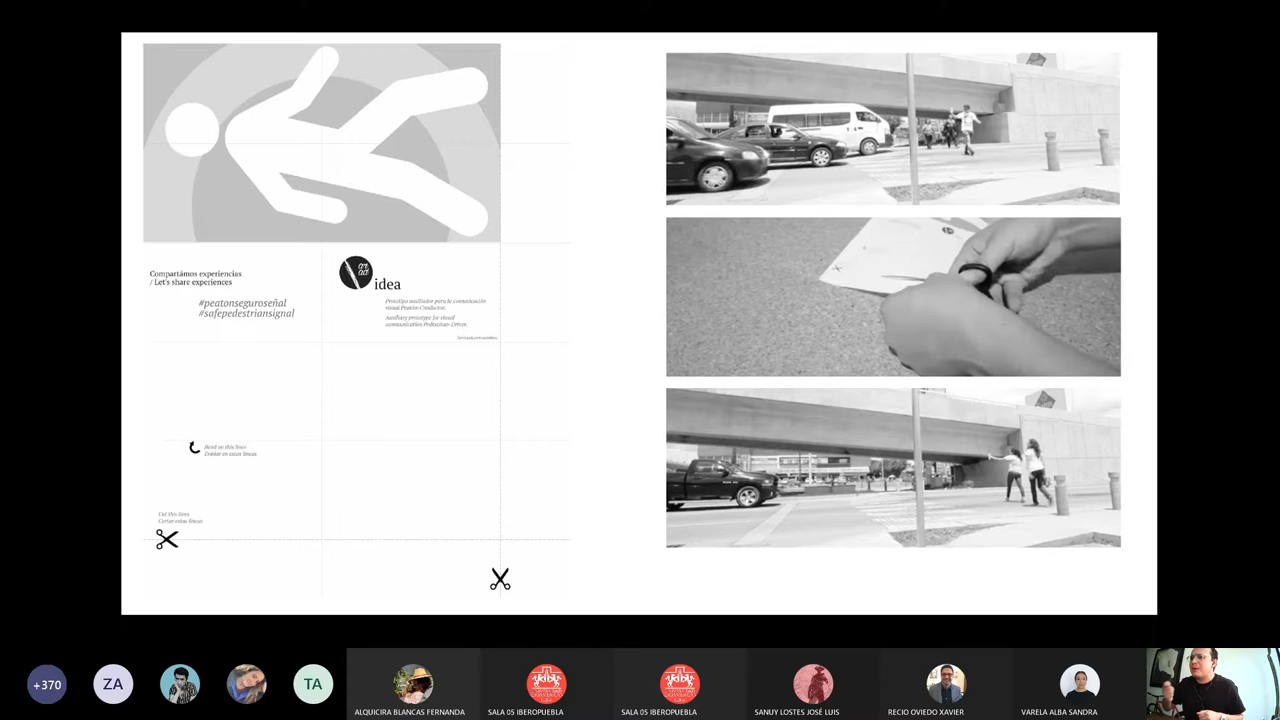 Compartámos experiencias
/ Let's share experiences
#peatonseguroseñal
#safepedestriansignal
idea
Prototipo auxiliador para la comunicación
visual Peatón-Conductor.
Auxiliary prototype for visual
communication Pedestrian-Driver.
Bend on this lines
Doblar en estas líneas
Cut this lines
Cortar estas líneas
+370
ZA
TA
ALQUICIRA BLANCAS FERNANDA
SALA 05 IBEROPUEBLA
SALA 05 IBEROPUEBLA
SANUY LOSTES JOSÉ LUIS
RECIO OVIEDO XAVIER
VARELA ALBA SANDRA